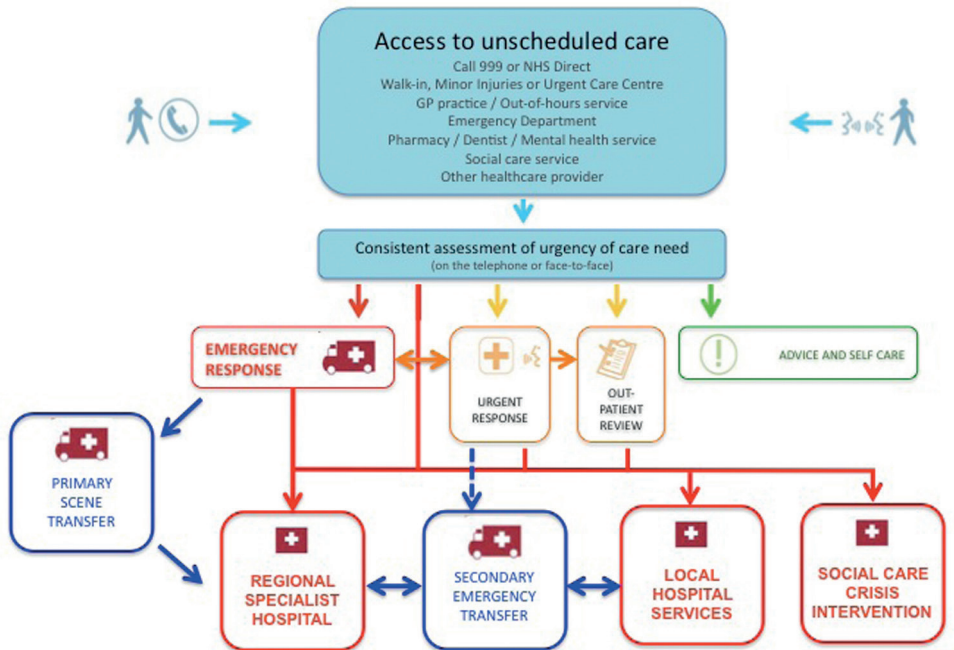 Access to unscheduled care
Call 999 or NHS Direct
Walk-in, Minor Injuries or Urgent Care Centre
GP practice / Out-of-hours service
Emergency Department
Pharmacy / Dentist / Mental health service
Social care service
Other healthcare provider
Consistent assessment of urgency of care need
(on the telephone or face-to-face)
EMERGENCY
RESPONSE
URGENT
RESPONSE
OUT-
PATIENT
REVIEW
ADVICE AND SELF CARE
PRIMARY
SCENE
TRANSFER
REGIONAL
SPECIALIST
HOSPITAL
SECONDARY
EMERGENCY
TRANSFER
LOCAL
HOSPITAL
SERVICES
SOCIAL CARE
CRISIS
INTERVENTION